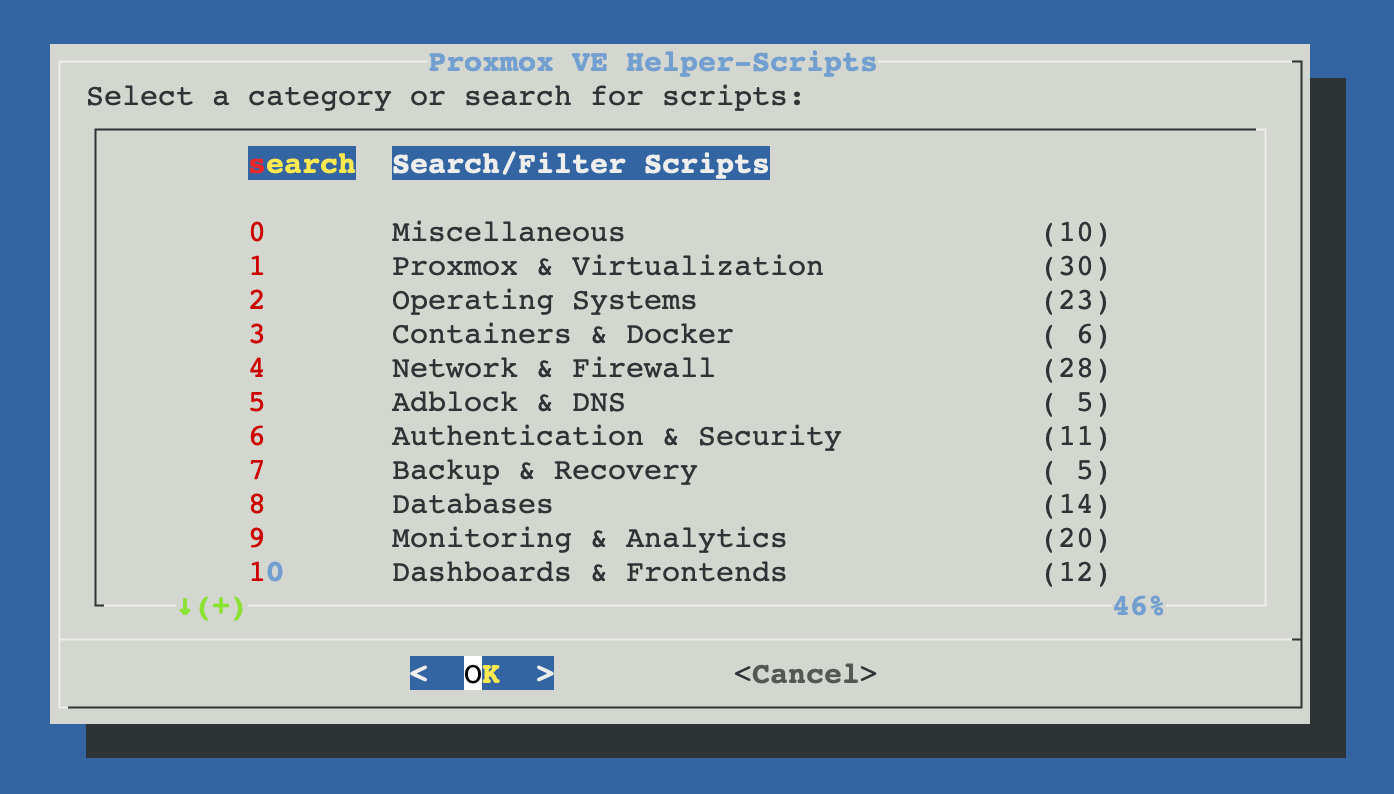 Proxmox VE Helper-Scripts
Select a category or search for scripts:
search Search/Filter Scripts
0 Miscellaneous (10)
1 Proxmox & Virtualization (30)
2 Operating Systems (23)
3 Containers & Docker ( 6)
4 Network & Firewall (28)
5 Adblock & DNS ( 5)
6 Authentication & Security (11)
7 Backup & Recovery ( 5)
8 Databases (14)
9 Monitoring & Analytics (20)
10 Dashboards & Frontends (12)
↓(+) 46%
< OK > <Cancel>